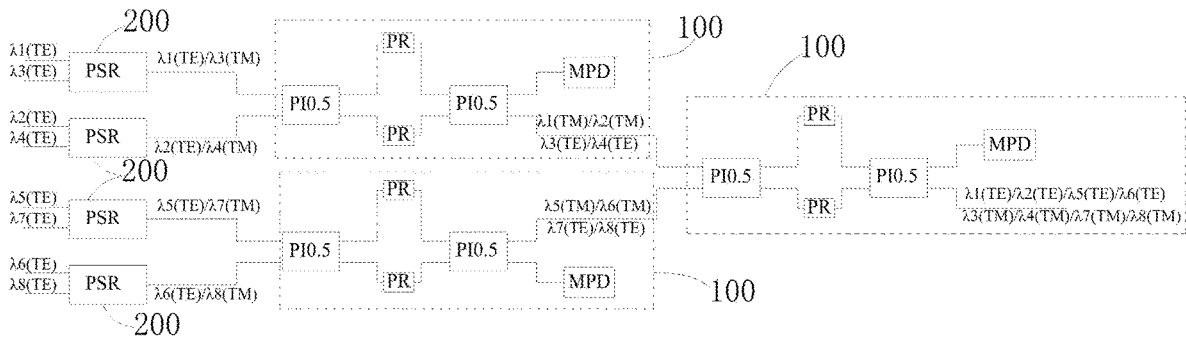 200
λ1(TE)
λ3(TE)
PSR
λ1(TE)/λ3(TM)
λ2(TE)
λ4(TE)
PSR
λ2(TE)/λ4(TM)
200
λ5(TE)
λ7(TE)
PSR
λ5(TE)/λ7(TM)
λ6(TE)
λ8(TE)
PSR
λ6(TE)/λ8(TM)
200
PR
PI0.5
PI0.5
PR
MPD
100
λ1(TM)/λ2(TM)
λ3(TE)/λ4(TE)
PR
PI0.5
PI0.5
PR
λ5(TM)/λ6(TM)
λ7(TE)/λ8(TE)
MPD
100
100
PR
PI0.5
PI0.5
PR
MPD
λ1(TE)/λ2(TE)/λ5(TE)/λ6(TE)
λ3(TM)/λ4(TM)/λ7(TM)/λ8(TM)